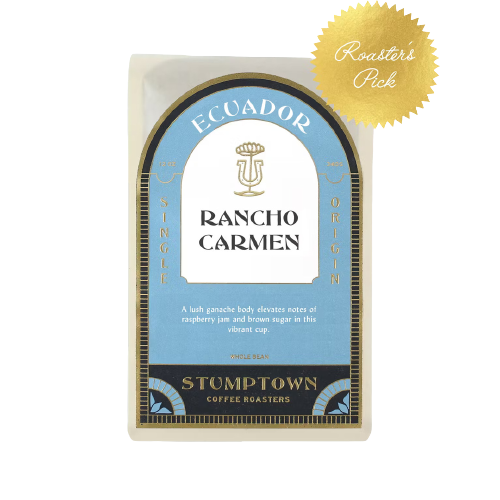 Roaster's
Pick
ECUADOR
RANCHO
CARMEN
SINGLE
ORIGIN
A lush ganache body elevates notes of
raspberry jam and brown sugar in this
vibrant cup.
WHOLE BEAN
STUMPTOWN
COFFEE ROASTERS